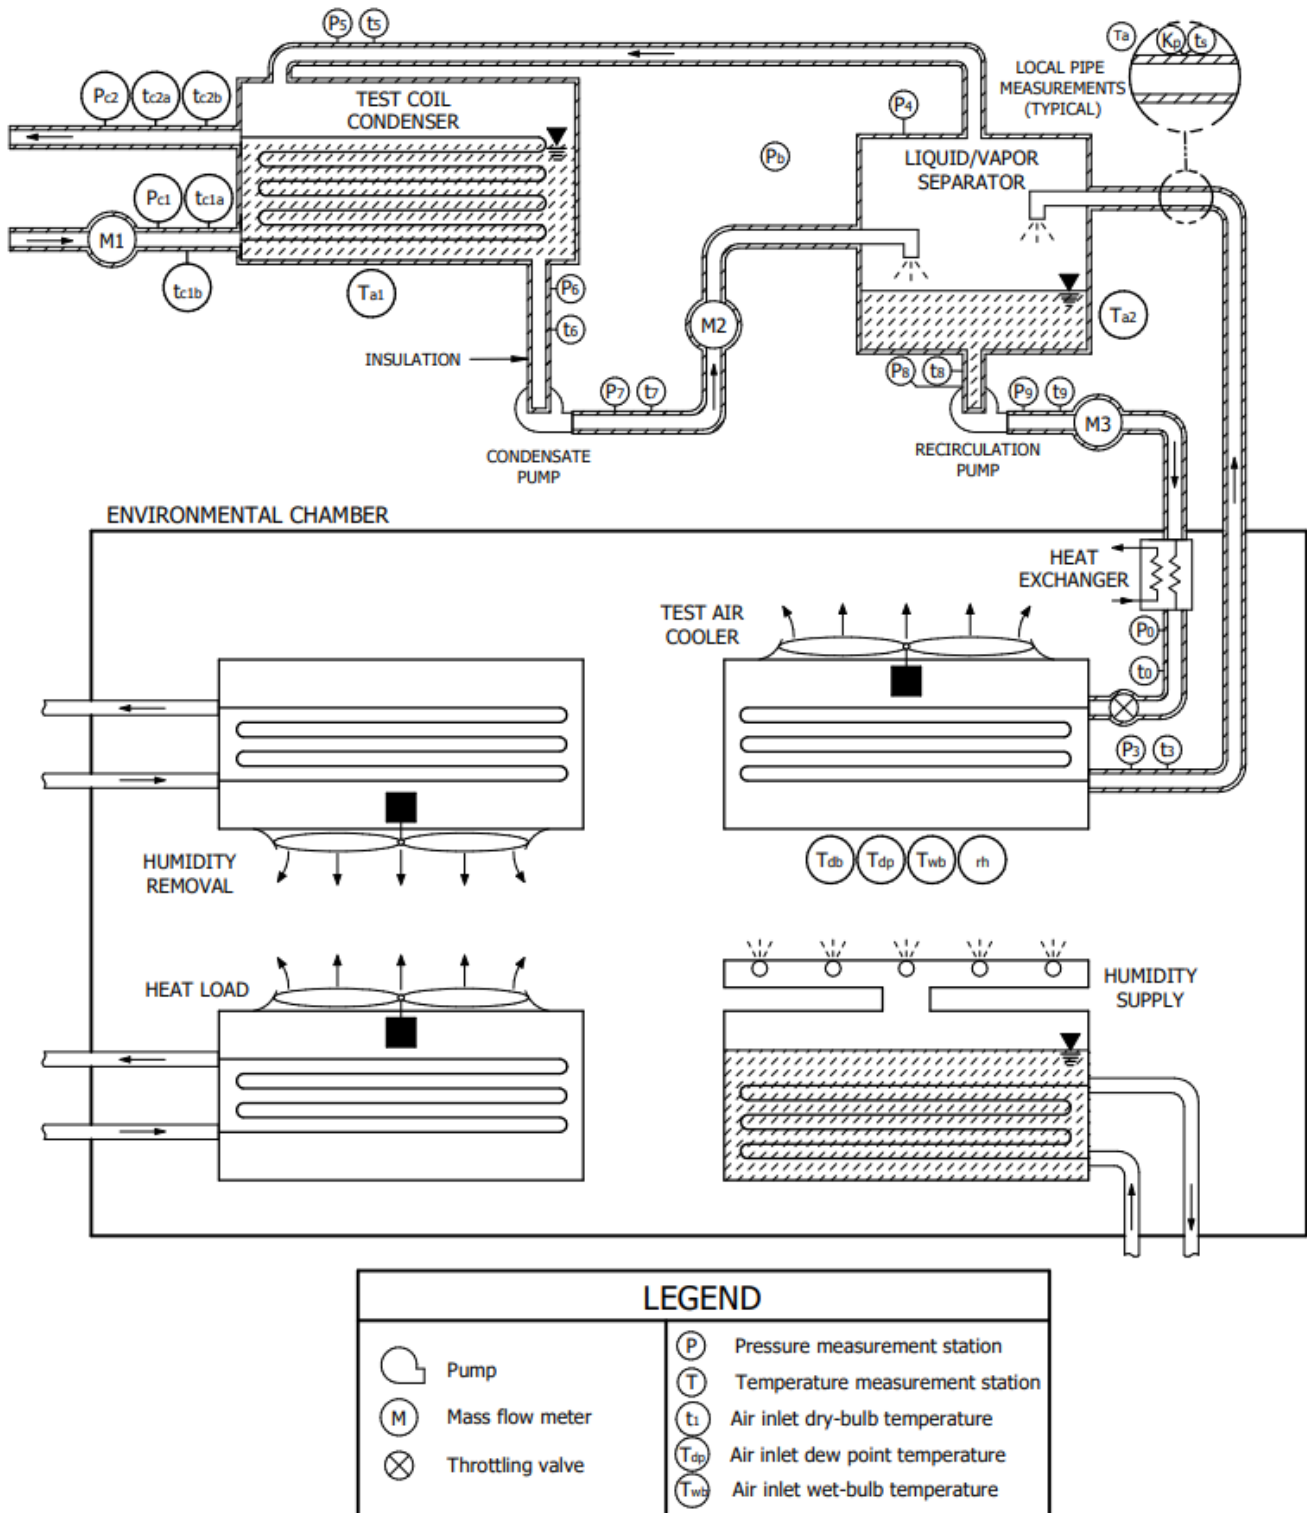 P5 t5
Ta Kp ts
LOCAL PIPE
MEASUREMENTS
(TYPICAL)
Pc2 tc2a tc2b
TEST COIL
CONDENSER
P4
Pb
LIQUID/VAPOR
SEPARATOR
Pc1 tc1a
M1
tc1b
Ta1
P6
t6
M2
Ta2
INSULATION
P8 t8
P7 t7
P9 t9
M3
CONDENSATE
PUMP
RECIRCULATION
PUMP
ENVIRONMENTAL CHAMBER
HEAT
EXCHANGER
TEST AIR
COOLER
P0
t0
P3 t3
HUMIDITY
REMOVAL
Tdb Tdp Twb rh
HEAT LOAD
HUMIDITY
SUPPLY
LEGEND
Pump
M Mass flow meter
Throttling valve
P Pressure measurement station
T Temperature measurement station
t1 Air inlet dry-bulb temperature
Tdp Air inlet dew point temperature
Twb Air inlet wet-bulb temperature